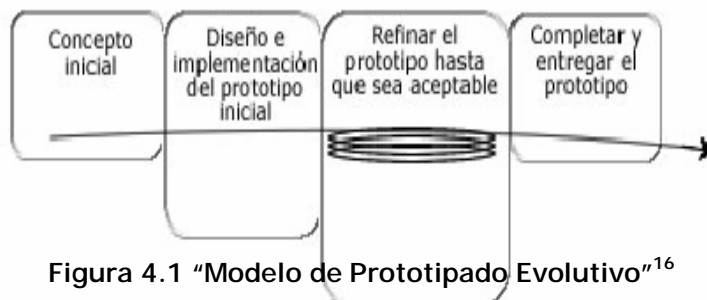 Concepto
inicial
Diseño e
implementación
del prototipo
inicial
Refinar el
prototipo hasta
que sea aceptable
Completar y
entregar el
prototipo
Figura 4.1 “Modelo de Prototipado Evolutivo”16